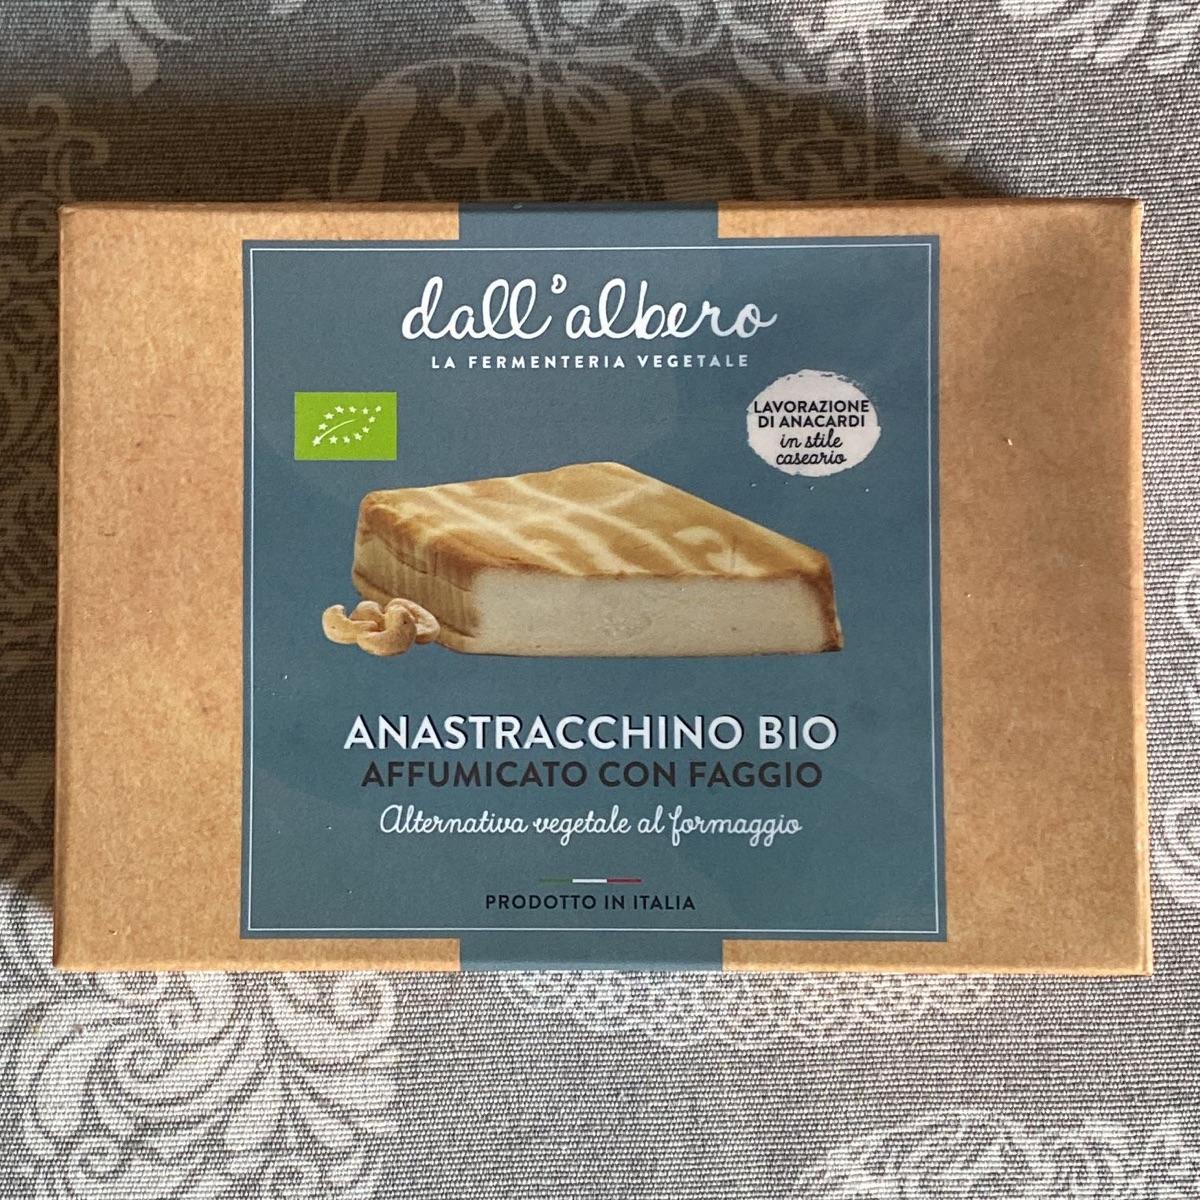 dall'albero
LA FERMENTERIA VEGETALE
LAVORAZIONE
DI ANACARDI
in stile
caseario
ANASTRACCHINO BIO
AFFUMICATO CON FAGGIO
Alternativa vegetale al formaggio
PRODOTTO IN ITALIA